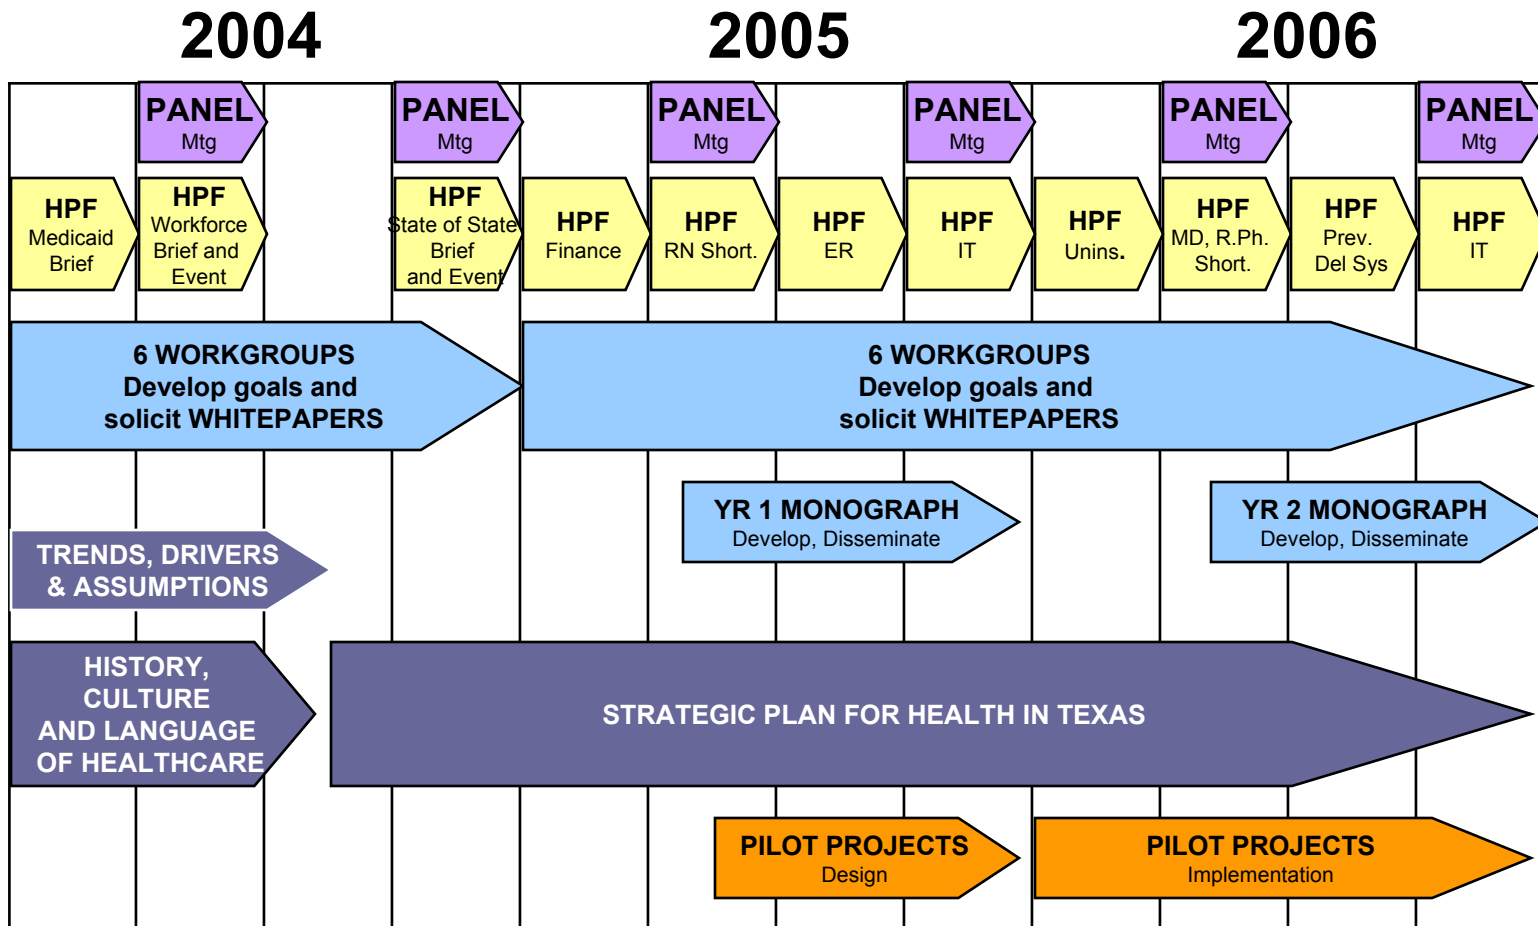 2004
2005
2006
PANEL
Mtg
PANEL
Mtg
PANEL
Mtg
PANEL
Mtg
PANEL
Mtg
PANEL
Mtg
HPF
Medicaid
Brief
HPF
Workforce
Brief and
Event
HPF
State of State
Brief
and Event
HPF
Finance
HPF
RN Short.
HPF
ER
HPF
IT
HPF
Unins.
HPF
MD, R.Ph.
Short.
HPF
Prev.
Del Sys
HPF
IT
6 WORKGROUPS
Develop goals and
solicit WHITEPAPERS
6 WORKGROUPS
Develop goals and
solicit WHITEPAPERS
YR 1 MONOGRAPH
Develop, Disseminate
YR 2 MONOGRAPH
Develop, Disseminate
TRENDS, DRIVERS
& ASSUMPTIONS
HISTORY,
CULTURE
AND LANGUAGE
OF HEALTHCARE
STRATEGIC PLAN FOR HEALTH IN TEXAS
PILOT PROJECTS
Design
PILOT PROJECTS
Implementation